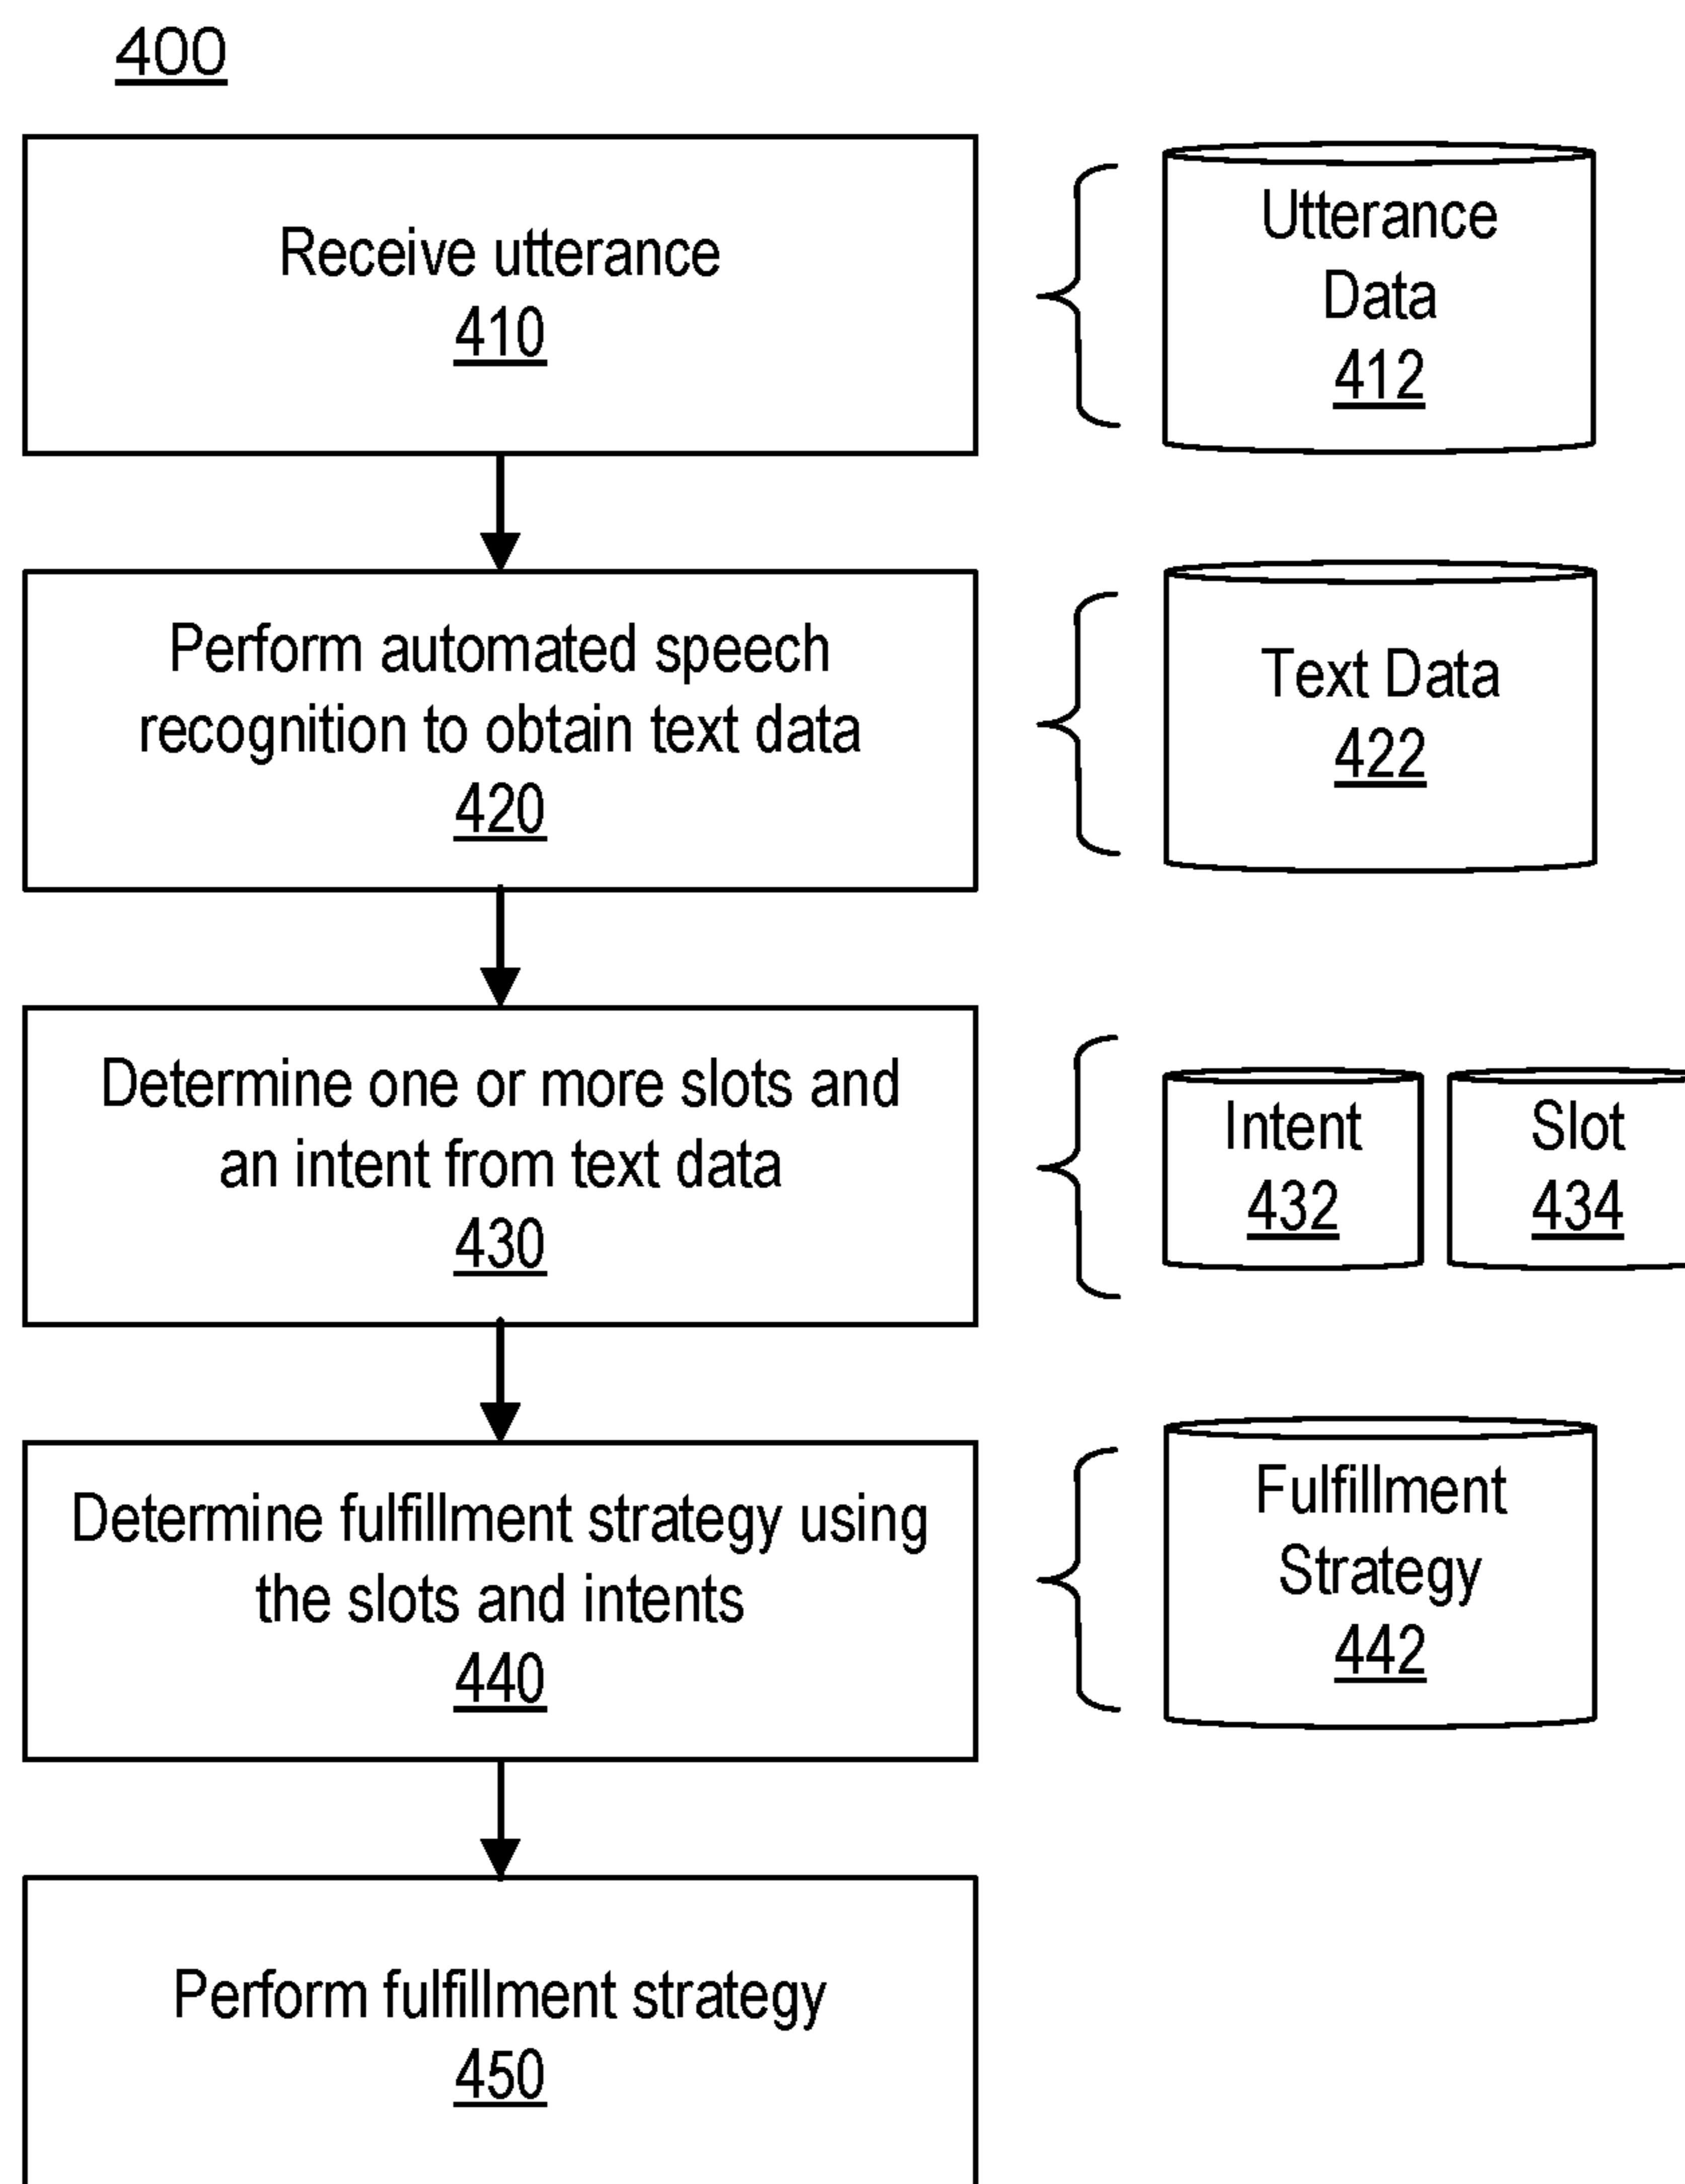 400
Receive utterance
410
Utterance
Data
412
Perform automated speech
recognition to obtain text data
420
Text Data
422
Determine one or more slots and
an intent from text data
430
Intent
432
Slot
434
Determine fulfillment strategy using
the slots and intents
440
Fulfillment
Strategy
442
Perform fulfillment strategy
450